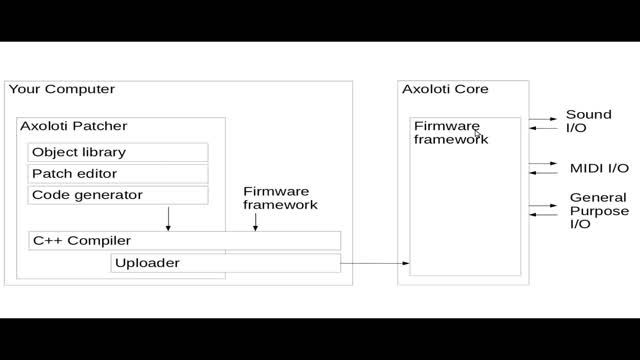 Your Computer
Axoloti Patcher
Object library
Patch editor
Code generator
Firmware
framework
C++ Compiler
Uploader
Axoloti Core
Firmware
framework
Sound
I/O
MIDI I/O
General
Purpose
I/O